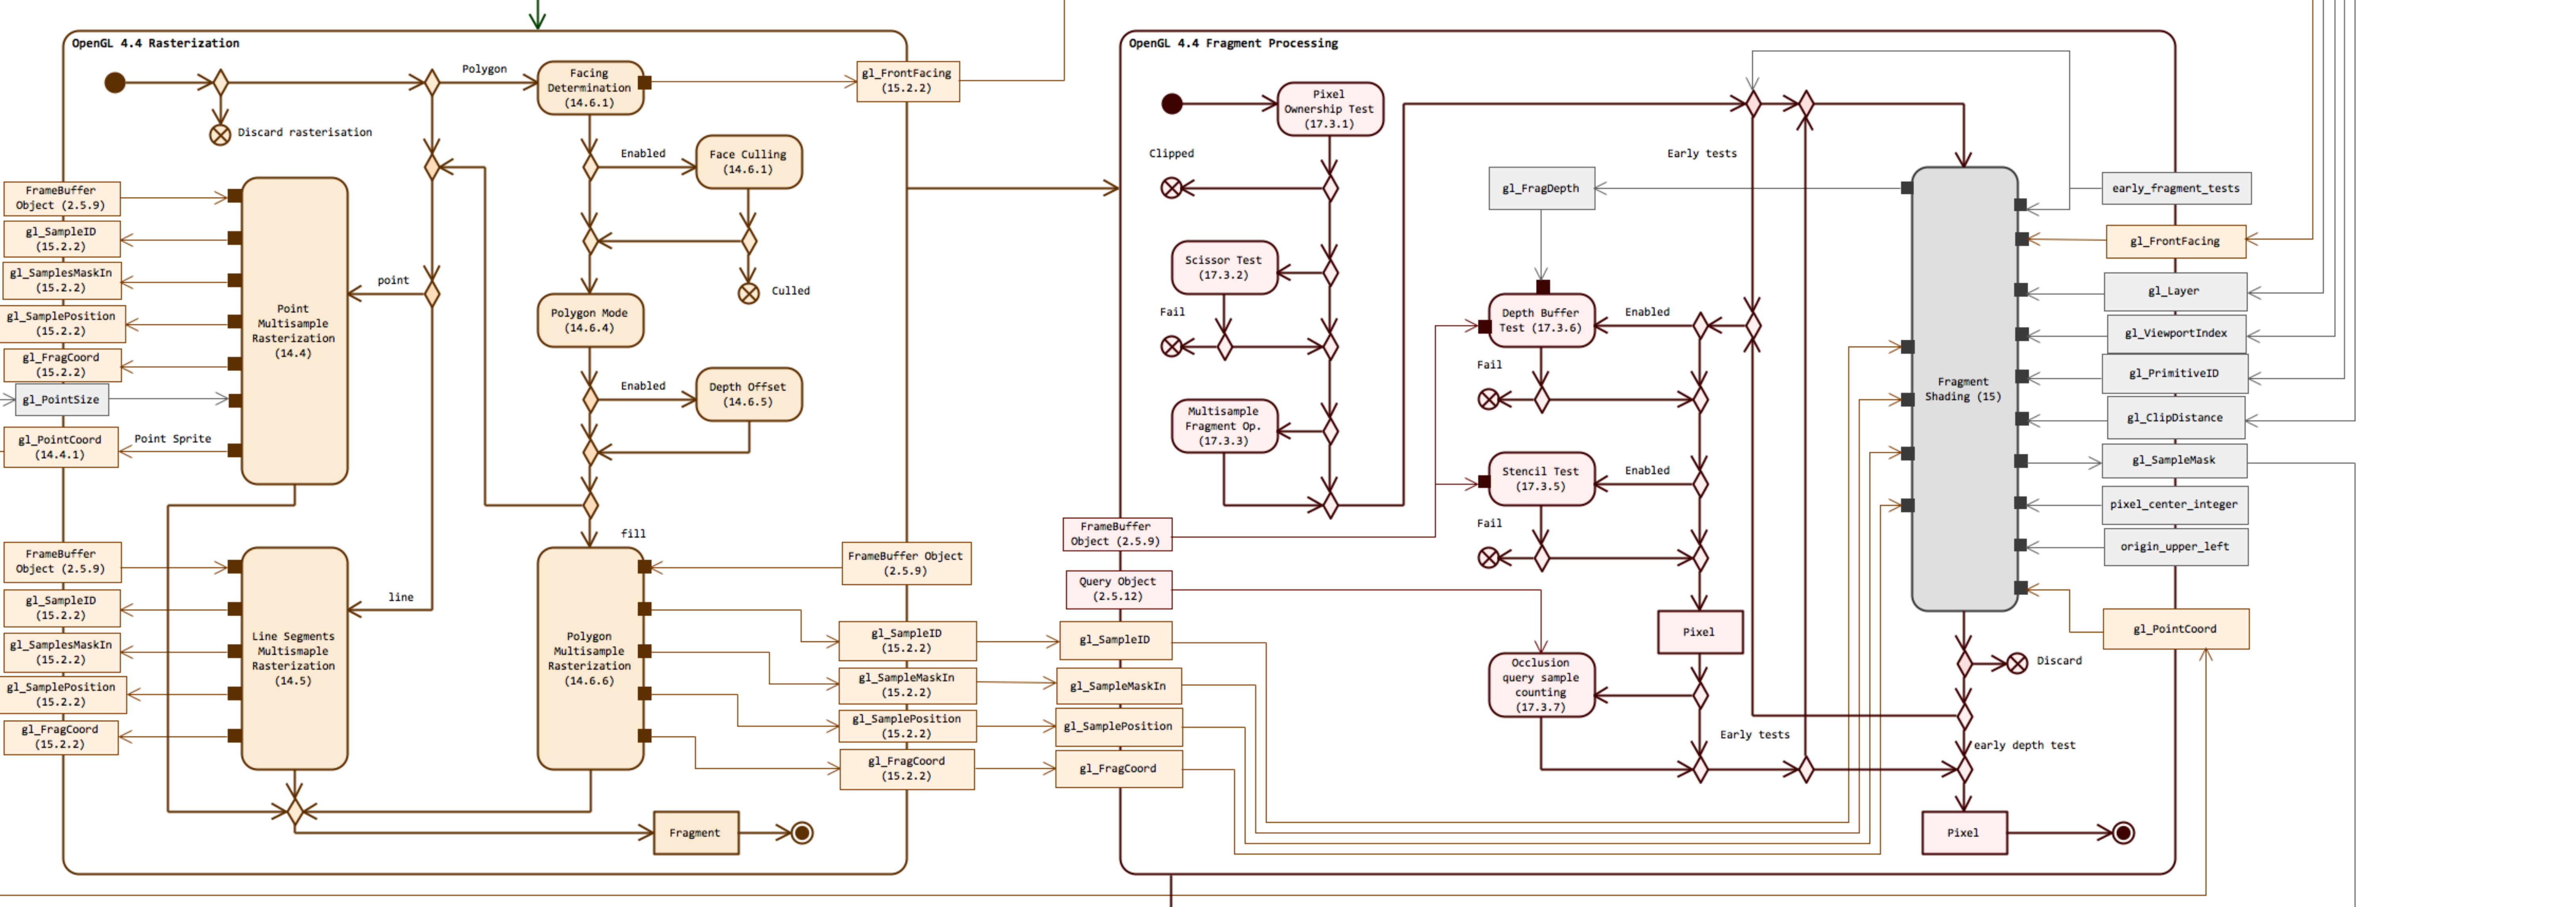 OpenGL 4.4 Rasterization
Polygon
Facing
Determination
(14.6.1)
gl_FrontFacing
(15.2.2)
Discard rasterisation
Enabled
Face Culling
(14.6.1)
Culled
FrameBuffer
Object (2.5.9)
gl_SampleID
(15.2.2)
gl_SamplesMaskIn
(15.2.2)
gl_SamplePosition
(15.2.2)
gl_FragCoord
(15.2.2)
gl_PointSize
gl_PointCoord
(14.4.1)
Point Sprite
Point
Multisample
Rasterization
(14.4)
point
Polygon Mode
(14.6.4)
Enabled
Depth Offset
(14.6.5)
fill
FrameBuffer
Object (2.5.9)
gl_SampleID
(15.2.2)
gl_SamplesMaskIn
(15.2.2)
gl_SamplePosition
(15.2.2)
gl_FragCoord
(15.2.2)
Line Segments
Multismaple
Rasterization
(14.5)
line
Polygon
Multisample
Rasterization
(14.6.6)
FrameBuffer Object
(2.5.9)
gl_SampleID
(15.2.2)
gl_SampleMaskIn
(15.2.2)
gl_SamplePosition
(15.2.2)
gl_FragCoord
(15.2.2)
Fragment
OpenGL 4.4 Fragment Processing
Pixel
Ownership Test
(17.3.1)
Clipped
Scissor Test
(17.3.2)
Fail
Multisample
Fragment Op.
(17.3.3)
FrameBuffer
Object (2.5.9)
Query Object
(2.5.12)
gl_SampleID
gl_SampleMaskIn
gl_SamplePosition
gl_FragCoord
Early tests
gl_FragDepth
Depth Buffer
Test (17.3.6)
Enabled
Fail
Stencil Test
(17.3.5)
Enabled
Fail
Pixel
Occlusion
query sample
counting
(17.3.7)
Early tests
Fragment
Shading (15)
early_fragment_tests
gl_FrontFacing
gl_Layer
gl_ViewportIndex
gl_PrimitiveID
gl_ClipDistance
gl_SampleMask
pixel_center_integer
origin_upper_left
gl_PointCoord
Discard
early depth test
Pixel